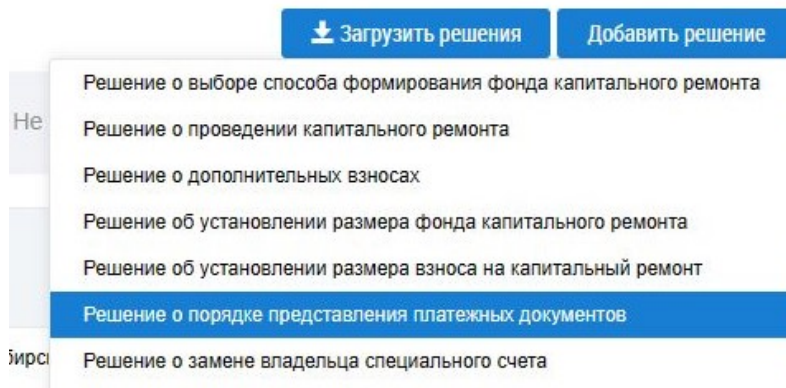 Загрузить решения
Добавить решение
Решение о выборе способа формирования фонда капитального ремонта
Не
Решение о проведении капитального ремонта
Решение о дополнительных взносах
Решение об установлении размера фонда капитального ремонта
Решение об установлении размера взноса на капитальный ремонт
Решение о порядке представления платежных документов
Решение о замене владельца специального счета